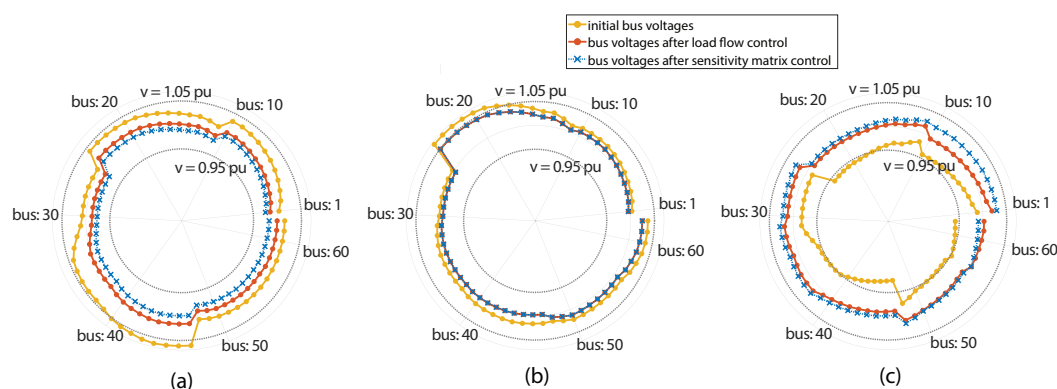 initial bus voltages
bus voltages after load flow control
bus voltages after sensitivity matrix control
bus: 20
v = 1.05 pu
bus: 10
v = 0.95 pu
bus: 30
bus: 1
bus: 60
bus: 40
bus: 50
(a)
bus: 20
v = 1.05 pu
bus: 10
v = 0.95 pu
bus: 30
bus: 1
bus: 60
bus: 40
bus: 50
(b)
bus: 20
v = 1.05 pu
bus: 10
v = 0.95 pu
bus: 30
bus: 1
bus: 60
bus: 40
bus: 50
(c)